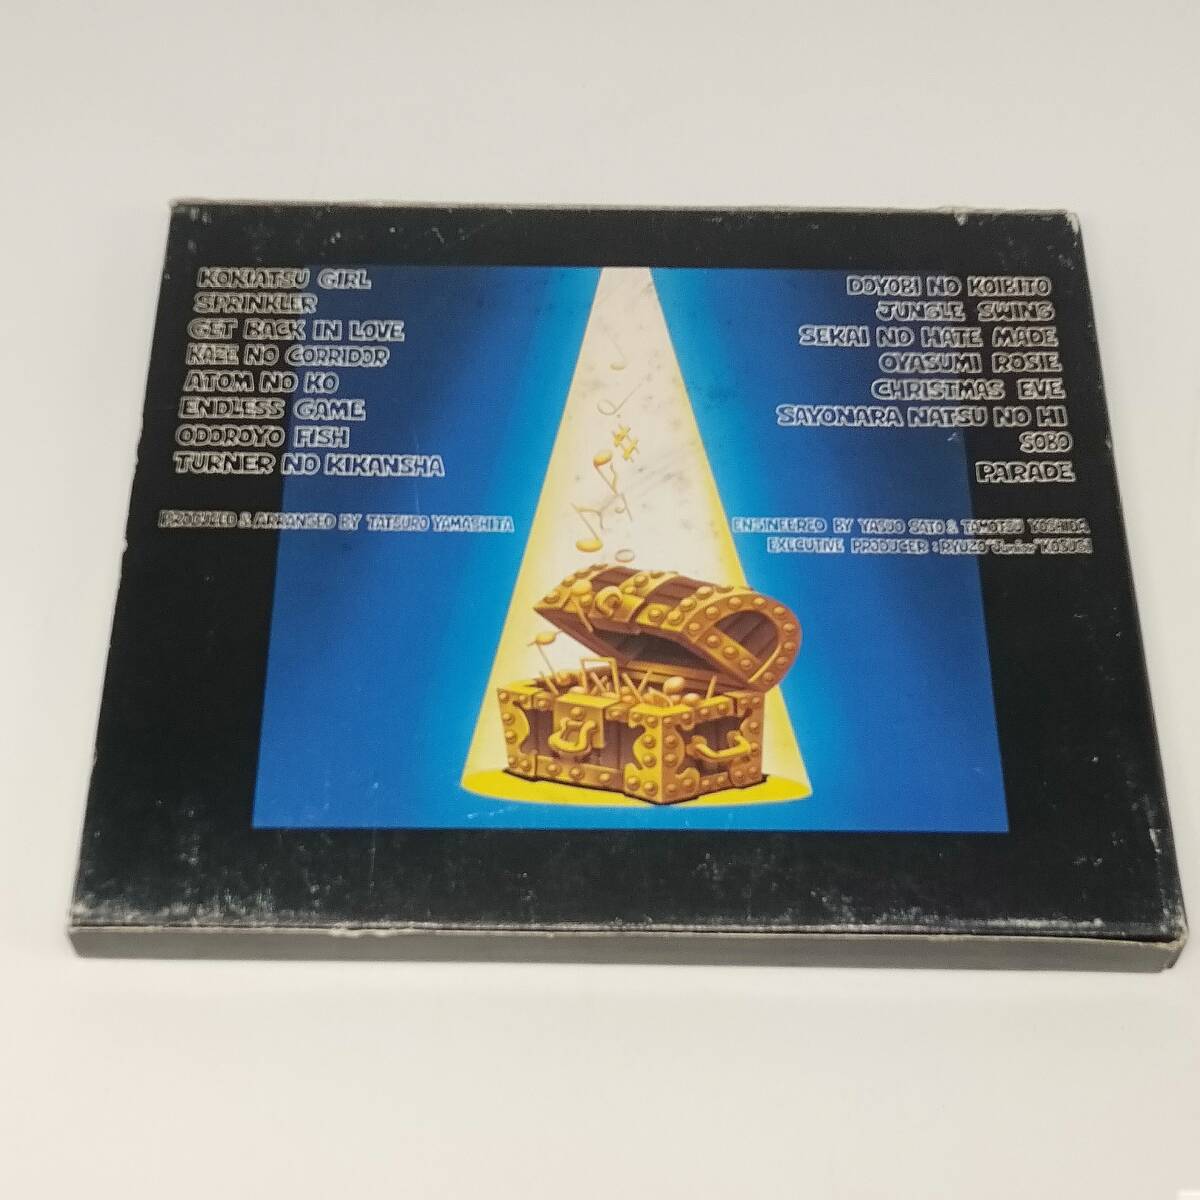 KOKIATSU GIRL
SPRINKLER
GET BACK IN LOVE
KAZE NO CORRIDOR
ATOM NO KO
ENDLESS GAME
ODOROYO FISH
TURNER NO KIKANSHA
PRODUCED & ARRANGED BY TATSURO YAMASHITA
DOYOBI NO KOIBITO
JUNGLE SWING
SEKAI NO HATE MADE
OYASUMI ROSIE
CHRISTMAS EVE
SAYONARA NATSU NO HI
SOBO
PARADE
ENGINEERED BY YASUO SATO & TAMOTSU YOSHIDA
EXECUTIVE PRODUCER : RYUZO "Junior" KOSUGI